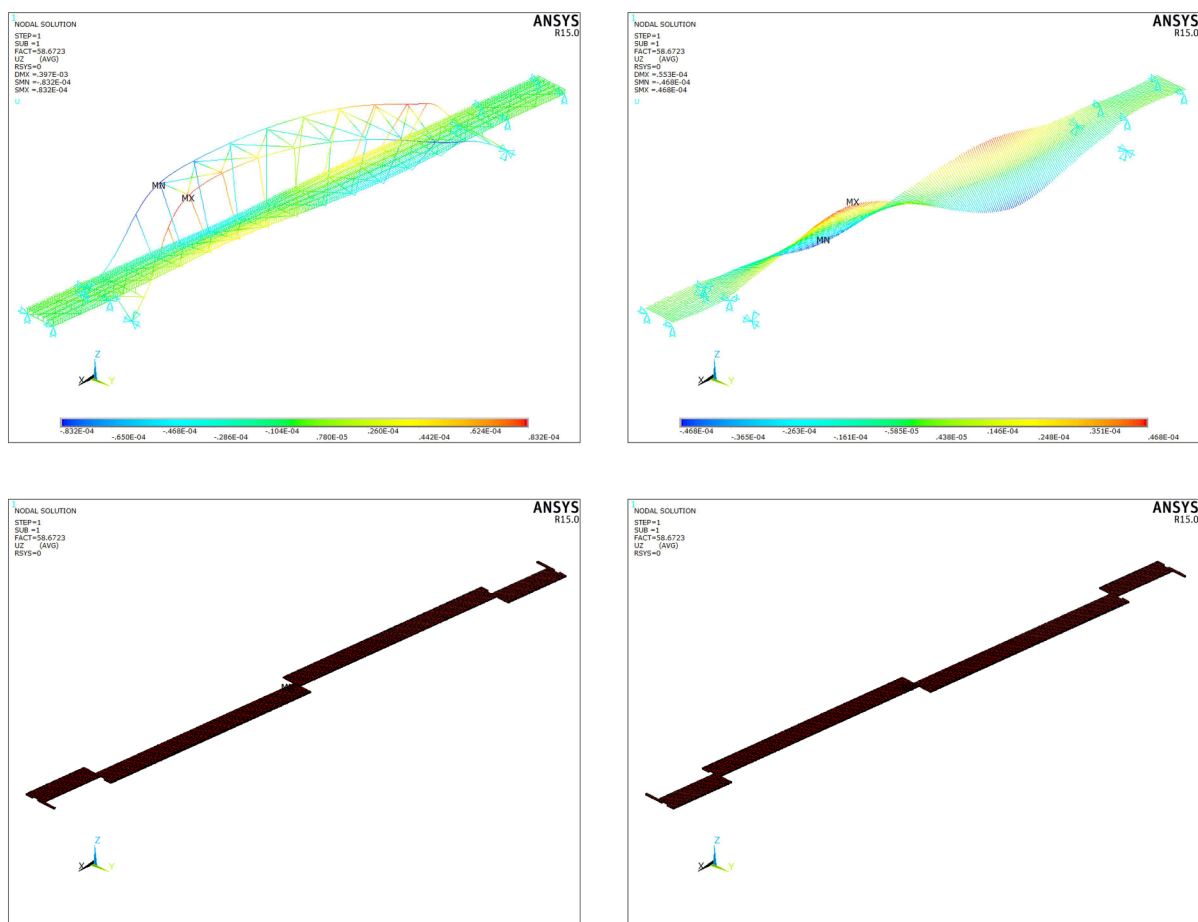 1
NODAL SOLUTION
STEP=1
SUB =1
FACT=58.6723
UZ (AVG)
RSYS=0
DMX =.397E-03
SMN =-.832E-04
SMX =.832E-04
U
ANSYS
R15.0
MN
MX
Z
X
Y
-.832E-04
-.650E-04
-.468E-04
-.286E-04
-.104E-04
.780E-05
.260E-04
.442E-04
.624E-04
.832E-04
1
NODAL SOLUTION
STEP=1
SUB =1
FACT=58.6723
UZ (AVG)
RSYS=0
DMX =.553E-04
SMN =-.468E-04
SMX =.468E-04
U
ANSYS
R15.0
MX
MN
Z
X
Y
-.468E-04
-.365E-04
-.263E-04
-.161E-04
-.585E-05
.438E-05
.146E-04
.248E-04
.351E-04
.468E-04
1
NODAL SOLUTION
STEP=1
SUB =1
FACT=58.6723
UZ (AVG)
RSYS=0
ANSYS
R15.0
Z
X
Y
1
NODAL SOLUTION
STEP=1
SUB =1
FACT=58.6723
UZ (AVG)
RSYS=0
ANSYS
R15.0
Z
X
Y